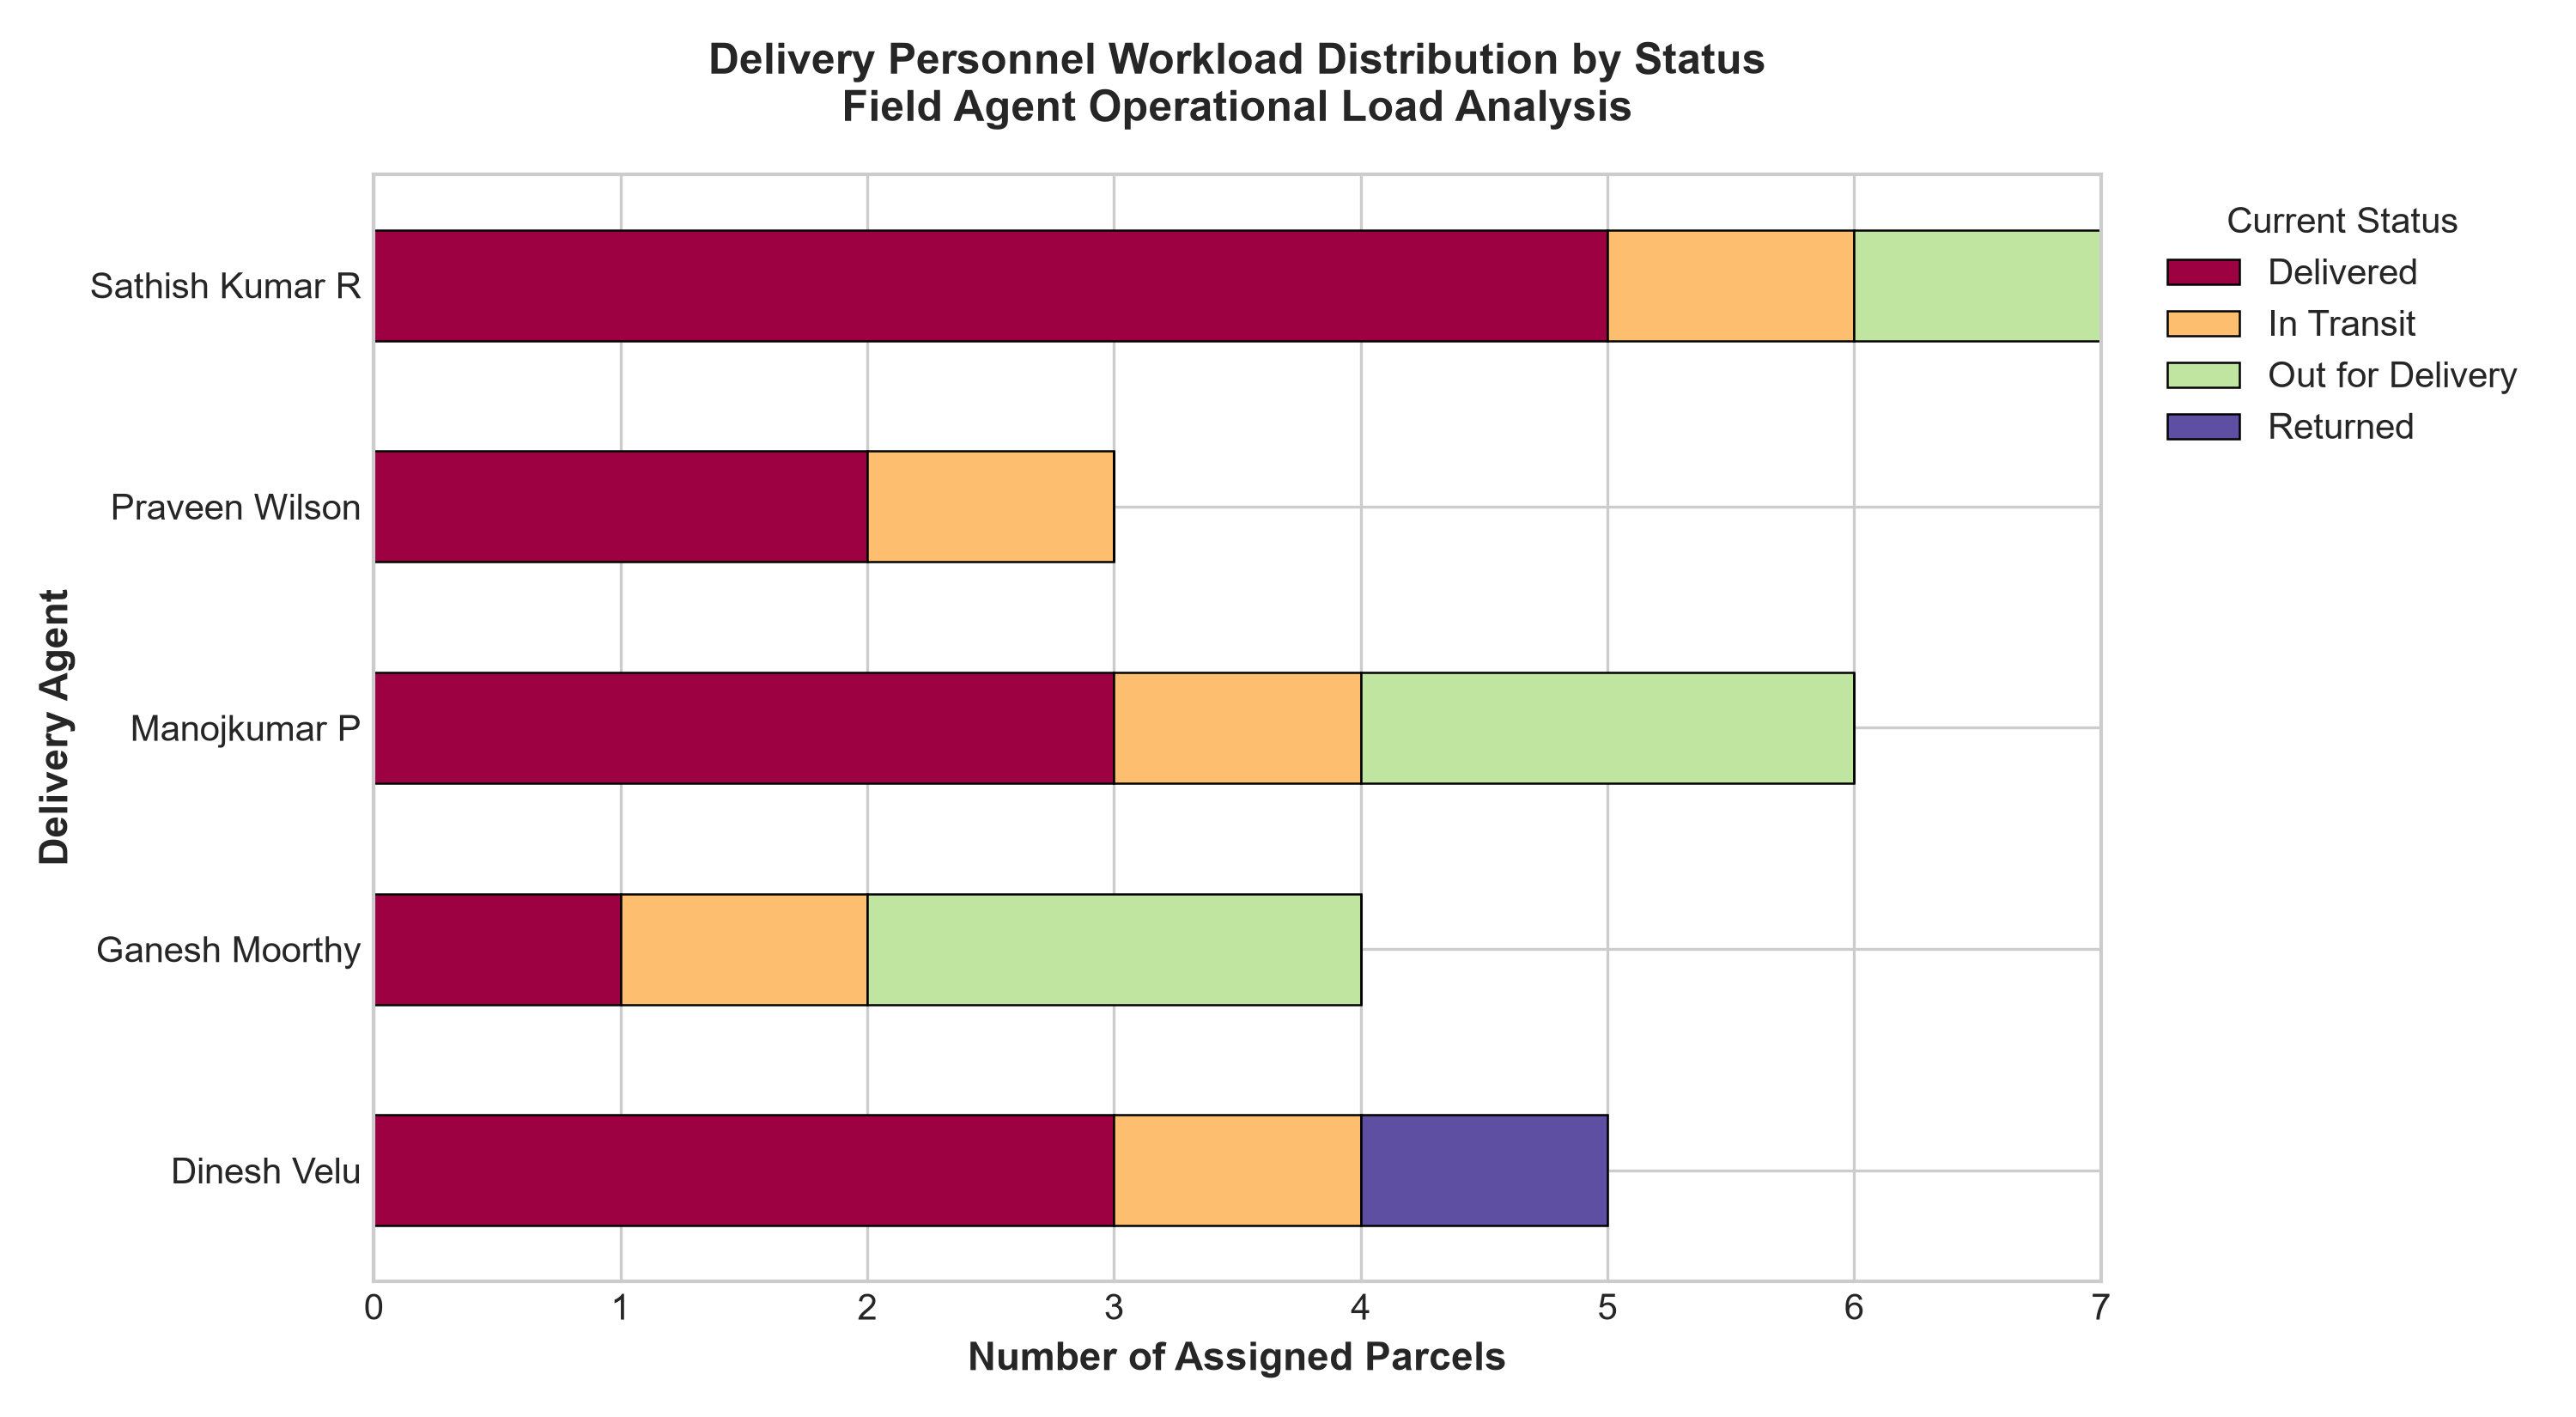 Delivery Personnel Workload Distribution by Status
Field Agent Operational Load Analysis
Current Status
Delivered
In Transit
Out for Delivery
Returned
Delivery Agent
Sathish Kumar R
Praveen Wilson
Manojkumar P
Ganesh Moorthy
Dinesh Velu
0 1 2 3 4 5 6 7
Number of Assigned Parcels